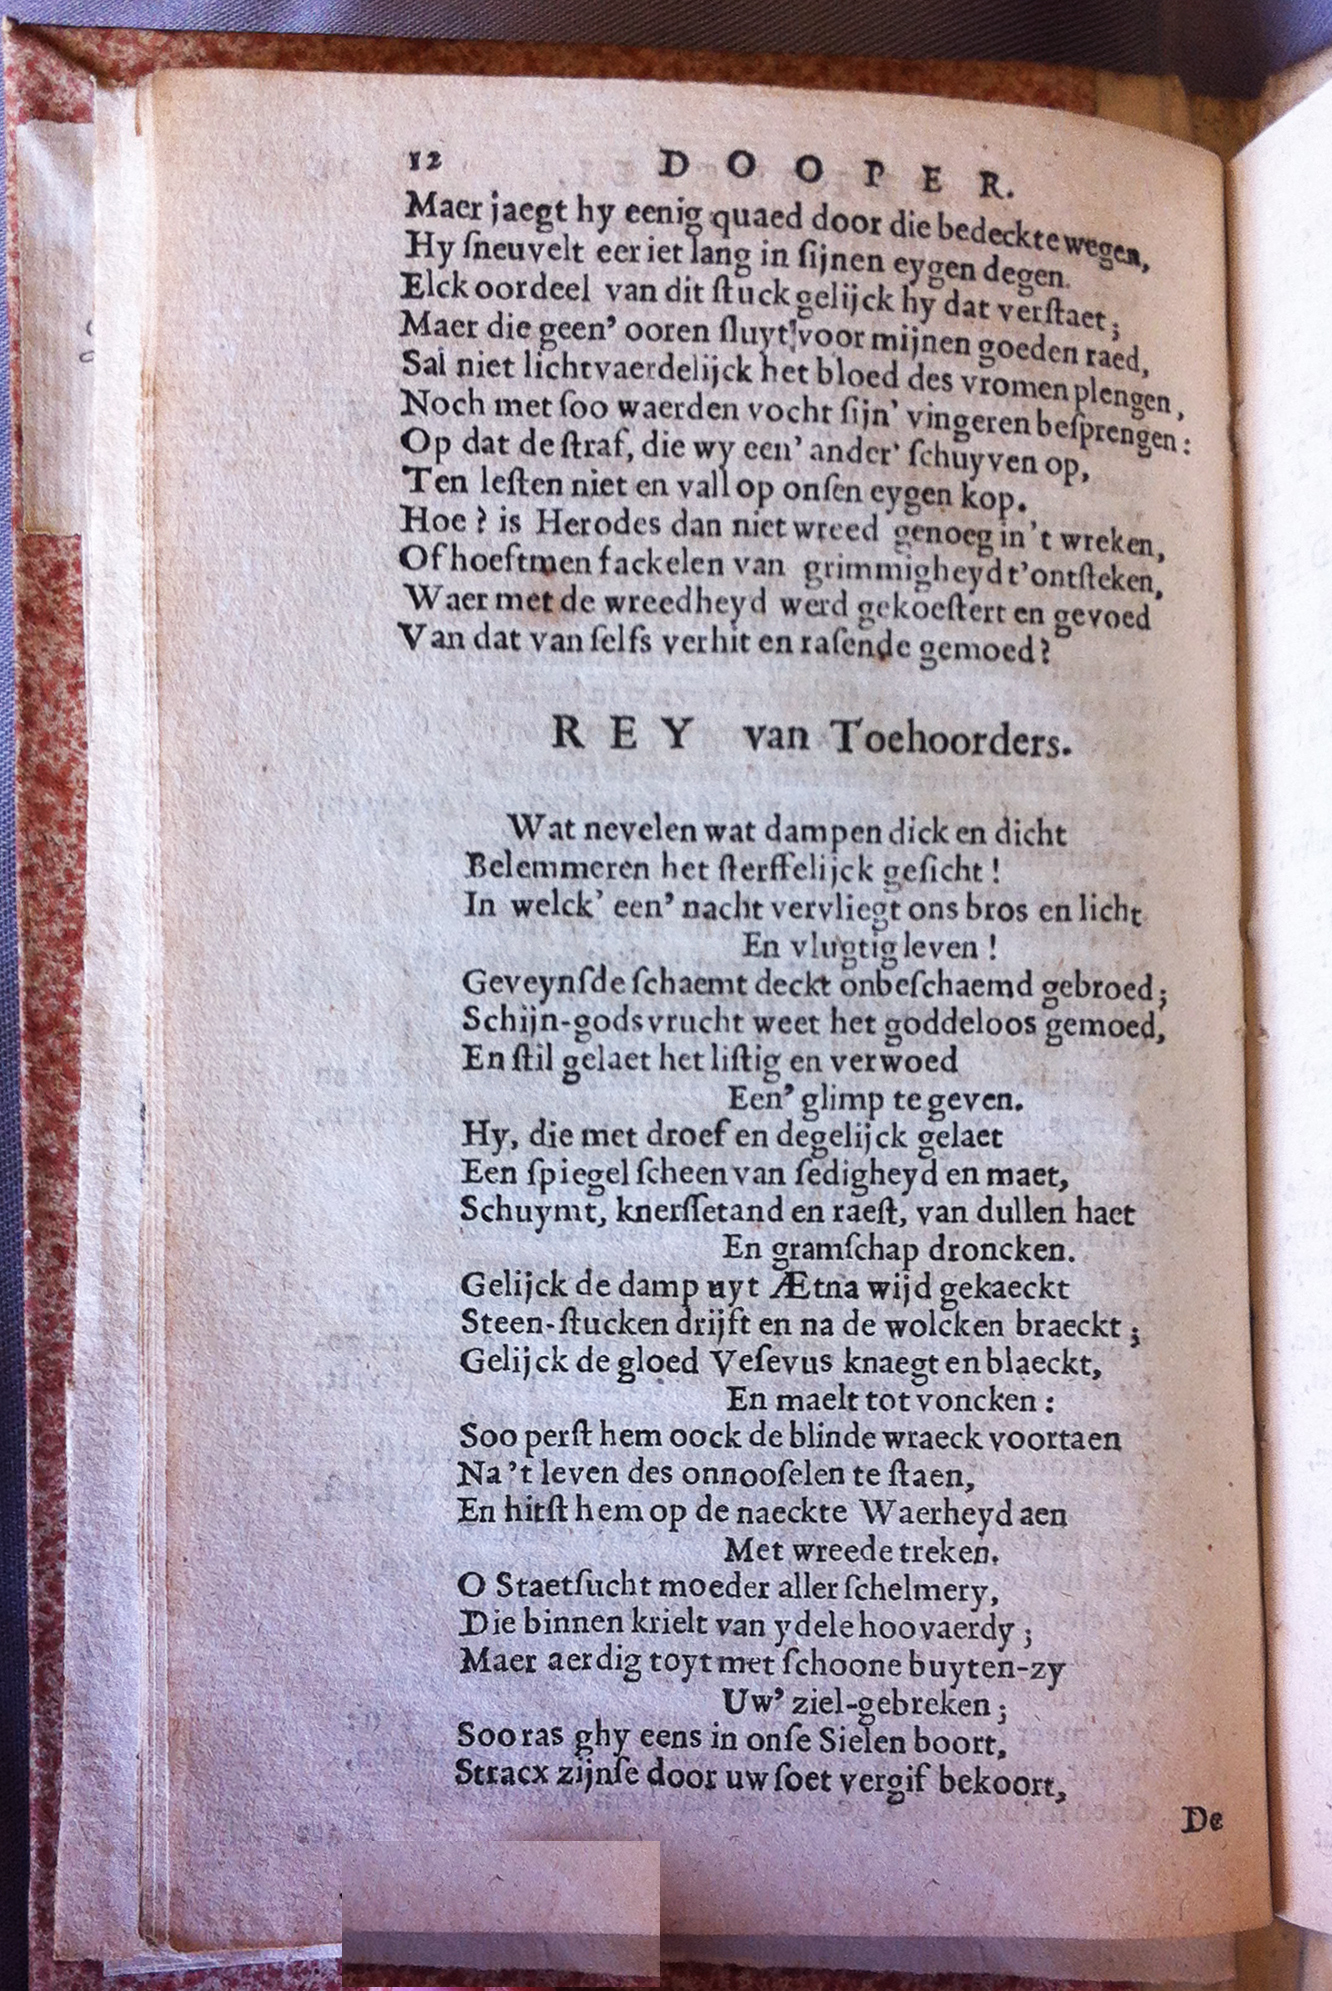 12 DOOPER.
Maer jaegt hy eenig quaed door die bedeckte wegen,
Hy ſneuvelt eer iet lang in ſijnen eygen degen.
Elck oordeel van dit ſtuck gelijck hy dat verſtaet;
Maer die geen' ooren ſluyt voor mijnen goeden raed,
Sal niet lichtvaerdelijck het bloed des vromen plengen,
Noch met ſoo waerden vocht ſijn' vingeren beſprengen:
Op dat de ſtraf, die wy een' ander' ſchuyven op,
Ten leſten niet en vall op onſen eygen kop.
Hoe? is Herodes dan niet wreed genoeg in 't wreken,
Of hoeftmen fackelen van grimmigheyd t'ontſteken,
Waer met de wreedheyd werd gekoeſtert en gevoed
Van dat van ſelfs verhit en raſende gemoed?
REY van Toehoorders.
Wat nevelen wat dampen dick en dicht
Belemmeren het ſterffelijck geſicht!
In welck' een' nacht vervliegt ons bros en licht
En vlugtig leven!
Geveynſde ſchaemt deckt onbeſchaemd gebroed;
Schijn-godsvrucht weet het goddeloos gemoed,
En ſtil gelaet het liſtig en verwoed
Een' glimp te geven.
Hy, die met droef en degelijck gelaet
Een ſpiegel ſcheen van ſedigheyd en maet,
Schuymt, knerſſetand en raeſt, van dullen haet
En gramſchap droncken.
Gelijck de damp uyt Ætna wijd gekaeckt
Steen-ſtucken drijft en na de wolcken braeckt;
Gelijck de gloed Veſevus knaegt en blaeckt,
En maelt tot voncken:
Soo perſt hem oock de blinde wraeck voortaen
Na 't leven des onnooſelen te ſtaen,
En hitſt hem op de naeckte Waerheyd aen
Met wreede treken.
O Staetſucht moeder aller ſchelmery,
Die binnen krielt van ydele hoovaerdy;
Maer aerdig toyt met ſchoone buyten-zy
Uw' ziel-gebreken;
Soo ras ghy eens in onſe Sielen boort,
Stracx zijnſe door uw ſoet vergif bekoort,
De